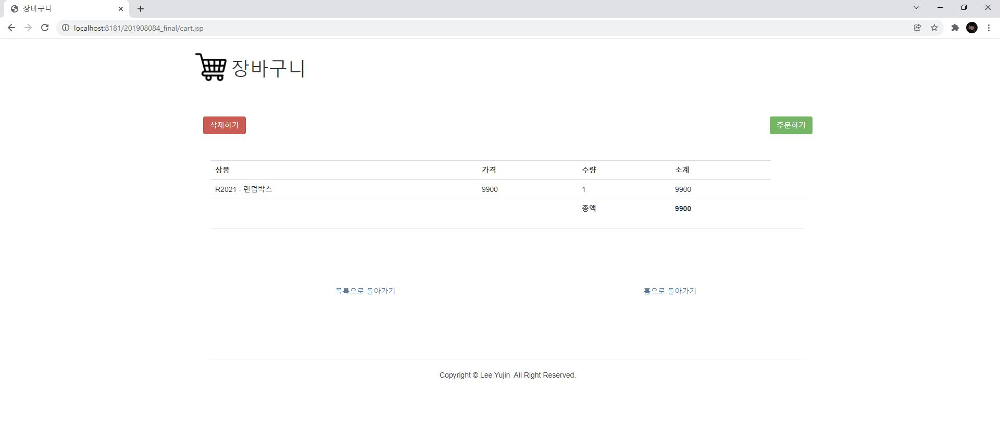 장바구니
localhost:8181/201908084_final/cart.jsp
장바구니
삭제하기 주문하기
상품 가격 수량 소계
R2021 - 랜덤박스 9900 1 9900
총액 9900
목록으로 돌아가기 홈으로 돌아가기
Copyright © Lee Yujin  All Right Reserved.